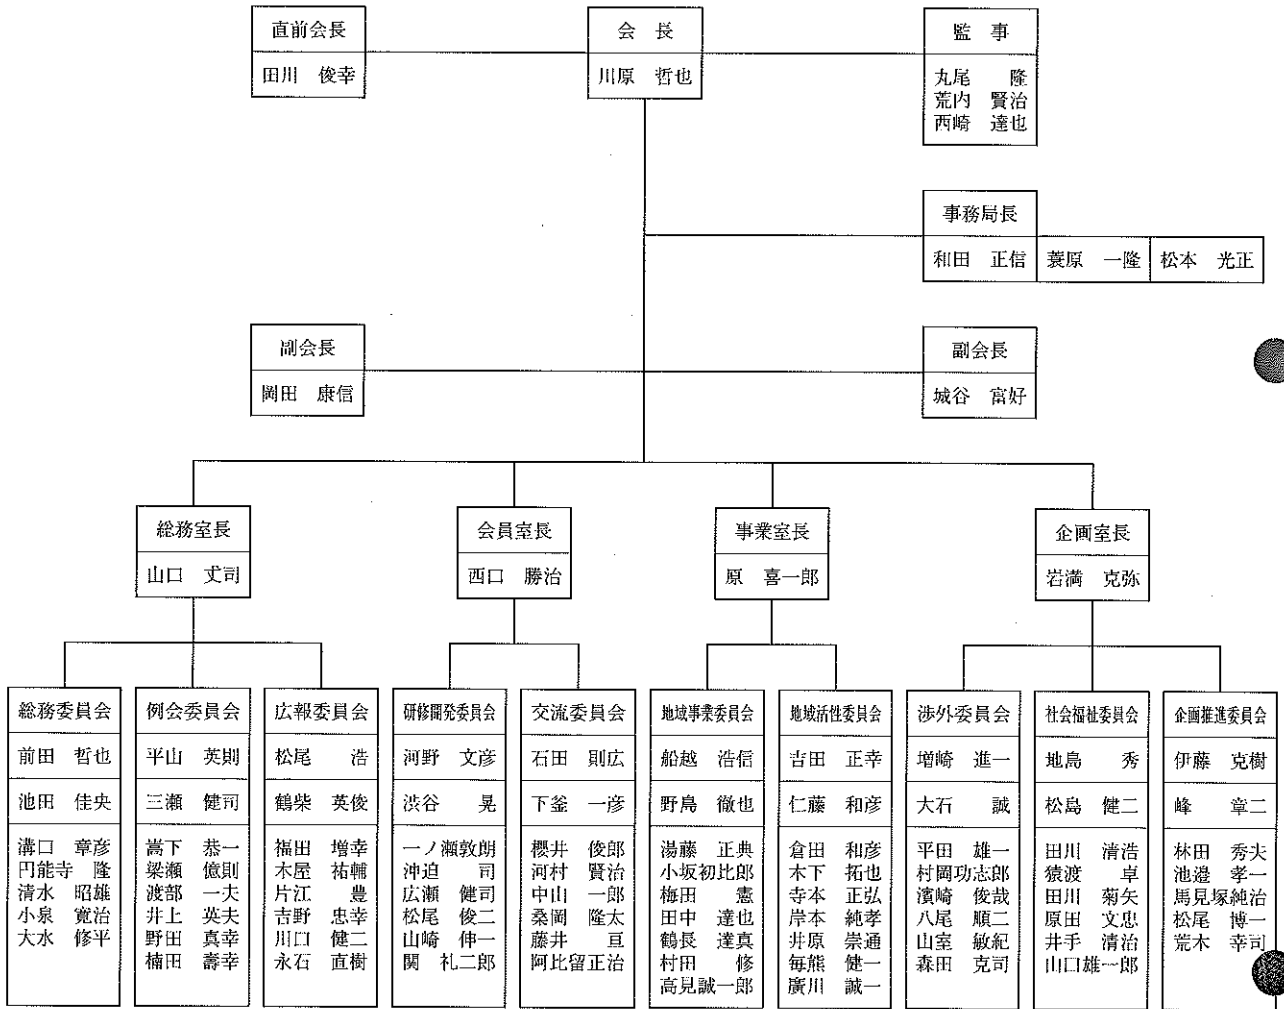 直前会長
田川　俊幸
会　長
川原　哲也
監　事
丸尾　　隆
荒内　賢治
西崎　達也
事務局長
和田　正信
蓑原　一隆
松本　光正
副会長
岡田　康信
副会長
城谷　富好
総務室長
山口　丈司
会員室長
西口　勝治
事業室長
原　喜一郎
企画室長
岩満　克弥
総務委員会
前田　哲也
池田　佳央
溝口　章彦
円能寺　隆
清水　昭雄
小泉　寛治
大水　修平
例会委員会
平山　英則
三瀬　健司
嵩下　恭一
梁瀬　億則
渡部　一夫
井上　英夫
野田　真幸
楠田　壽幸
広報委員会
松尾　　浩
鶴柴　英俊
福田　増幸
木屋　祐輔
片江　　豊
吉野　忠幸
川口　健二
永石　直樹
研修開発委員会
河野　文彦
渋谷　　晃
一ノ瀬敦朗
沖迫　　司
広瀬　健司
松尾　俊二
山崎　伸一
関　礼二郎
交流委員会
石田　則広
下釜　一彦
櫻井　俊郎
河村　賢治
中山　一郎
桑岡　隆太
藤井　　亘
阿比留正治
地域事業委員会
船越　浩信
野島　徹也
湯藤　正典
小坂初比郎
梅田　　憲
田中　達也
鶴長　達真
村田　　修
高見誠一郎
地域活性委員会
吉田　正幸
仁藤　和彦
倉田　和彦
木下　拓也
寺本　正弘
岸本　純孝
井原　崇通
毎熊　健一
廣川　誠一
渉外委員会
増崎　進一
大石　　誠
平田　雄一
村岡功志郎
濱崎　俊哉
八尾　順二
山室　敏紀
森田　克司
社会福祉委員会
地島　　秀
松島　健二
田川　清浩
猿渡　　卓
田川　菊矢
原田　文忠
井手　清治
山口雄一郎
企画推進委員会
伊藤　克樹
峰　　章二
林田　秀夫
池邉　孝一
馬見塚純治
松尾　博一
荒木　幸司